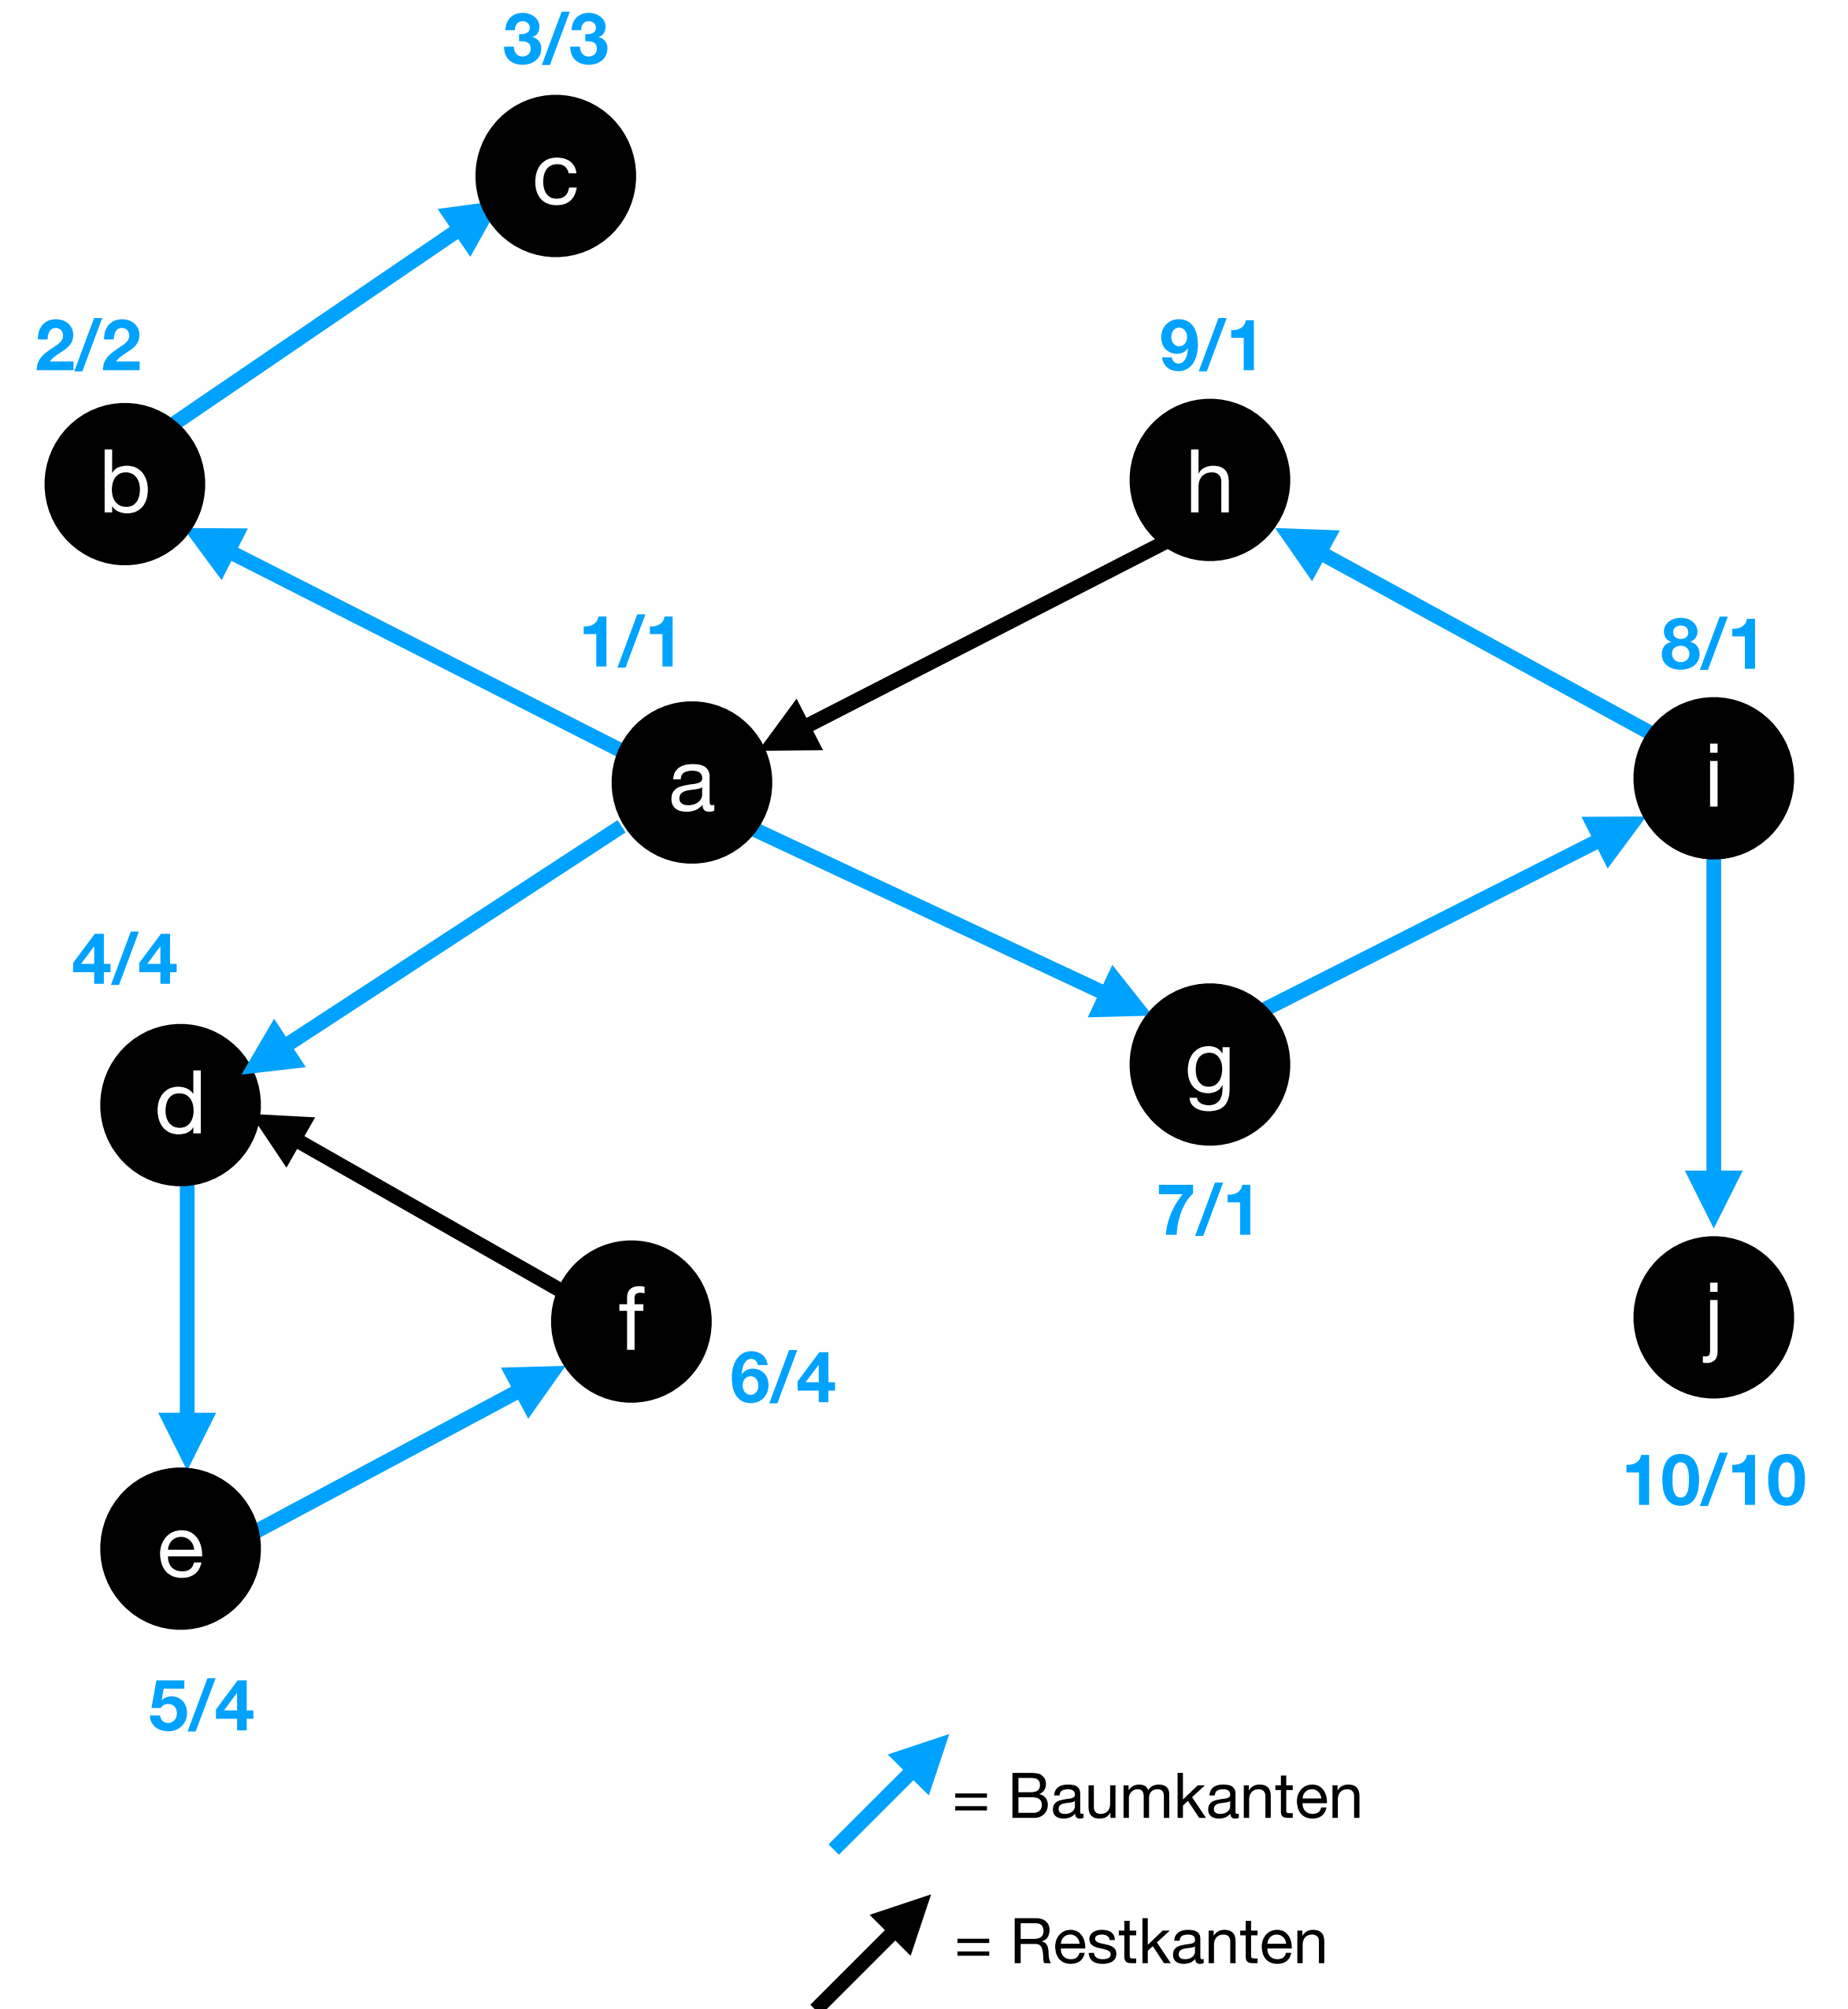 3/3
c
2/2
9/1
b
h
1/1
8/1
a
i
4/4
d
g
7/1
f
j
6/4
10/10
e
5/4
= Baumkanten
= Restkanten